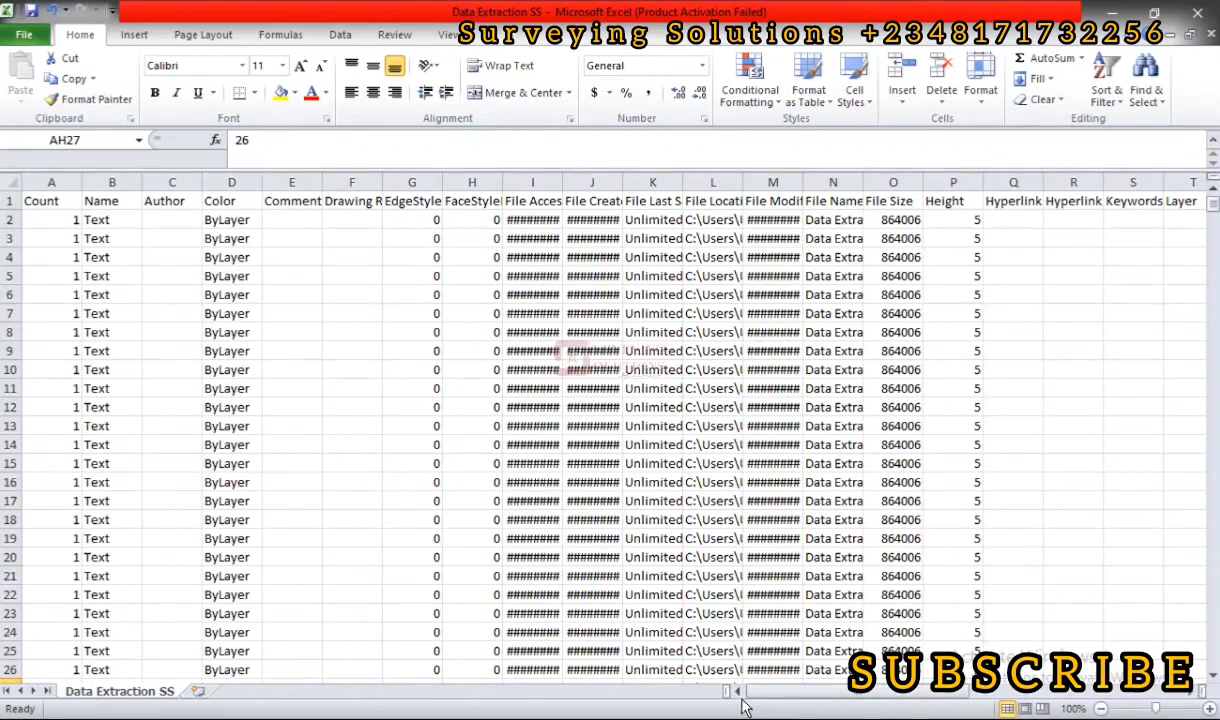 Data Extraction SS - Microsoft Excel (Product Activation Failed)
Surveying Solutions +2348171732256
File Home Insert Page Layout Formulas Data Review
Cut
Copy
Format Painter
Paste
Clipboard
Calibri 11
B I U
Font
Wrap Text
Merge & Center
Alignment
General
$ % ,
Number
Conditional Formatting
Format as Table
Cell Styles
Styles
Insert Delete Format
Cells
AutoSum
Fill
Clear
Sort & Filter
Find & Select
Editing
AH27 fx 26
A B C D E F G H I J K L M N O P Q R S T
1 Count Name Author Color Comment Drawing R EdgeStyle FaceStyle File Acces File Create File Last S File Locati File Modif File Name File Size Height Hyperlink Hyperlink Keywords Layer
2 1 Text ByLayer 0 0 ######## ######## Unlimited C:\Users\ ######## Data Extra 864006 5
3 1 Text ByLayer 0 0 ######## ######## Unlimited C:\Users\ ######## Data Extra 864006 5
4 1 Text ByLayer 0 0 ######## ######## Unlimited C:\Users\ ######## Data Extra 864006 5
5 1 Text ByLayer 0 0 ######## ######## Unlimited C:\Users\ ######## Data Extra 864006 5
6 1 Text ByLayer 0 0 ######## ######## Unlimited C:\Users\ ######## Data Extra 864006 5
7 1 Text ByLayer 0 0 ######## ######## Unlimited C:\Users\ ######## Data Extra 864006 5
8 1 Text ByLayer 0 0 ######## ######## Unlimited C:\Users\ ######## Data Extra 864006 5
9 1 Text ByLayer 0 0 ######## ######## Unlimited C:\Users\ ######## Data Extra 864006 5
10 1 Text ByLayer 0 0 ######## ######## Unlimited C:\Users\ ######## Data Extra 864006 5
11 1 Text ByLayer 0 0 ######## ######## Unlimited C:\Users\ ######## Data Extra 864006 5
12 1 Text ByLayer 0 0 ######## ######## Unlimited C:\Users\ ######## Data Extra 864006 5
13 1 Text ByLayer 0 0 ######## ######## Unlimited C:\Users\ ######## Data Extra 864006 5
14 1 Text ByLayer 0 0 ######## ######## Unlimited C:\Users\ ######## Data Extra 864006 5
15 1 Text ByLayer 0 0 ######## ######## Unlimited C:\Users\ ######## Data Extra 864006 5
16 1 Text ByLayer 0 0 ######## ######## Unlimited C:\Users\ ######## Data Extra 864006 5
17 1 Text ByLayer 0 0 ######## ######## Unlimited C:\Users\ ######## Data Extra 864006 5
18 1 Text ByLayer 0 0 ######## ######## Unlimited C:\Users\ ######## Data Extra 864006 5
19 1 Text ByLayer 0 0 ######## ######## Unlimited C:\Users\ ######## Data Extra 864006 5
20 1 Text ByLayer 0 0 ######## ######## Unlimited C:\Users\ ######## Data Extra 864006 5
21 1 Text ByLayer 0 0 ######## ######## Unlimited C:\Users\ ######## Data Extra 864006 5
22 1 Text ByLayer 0 0 ######## ######## Unlimited C:\Users\ ######## Data Extra 864006 5
23 1 Text ByLayer 0 0 ######## ######## Unlimited C:\Users\ ######## Data Extra 864006 5
24 1 Text ByLayer 0 0 ######## ######## Unlimited C:\Users\ ######## Data Extra 864006 5
25 1 Text ByLayer 0 0 ######## ######## Unlimited C:\Users\ ######## Data Extra 864006 5
26 1 Text ByLayer 0 0 ######## ######## Unlimited C:\Users\ ######## Data Extra 864006 5
SUBSCRIBE
Data Extraction SS
Ready 100%